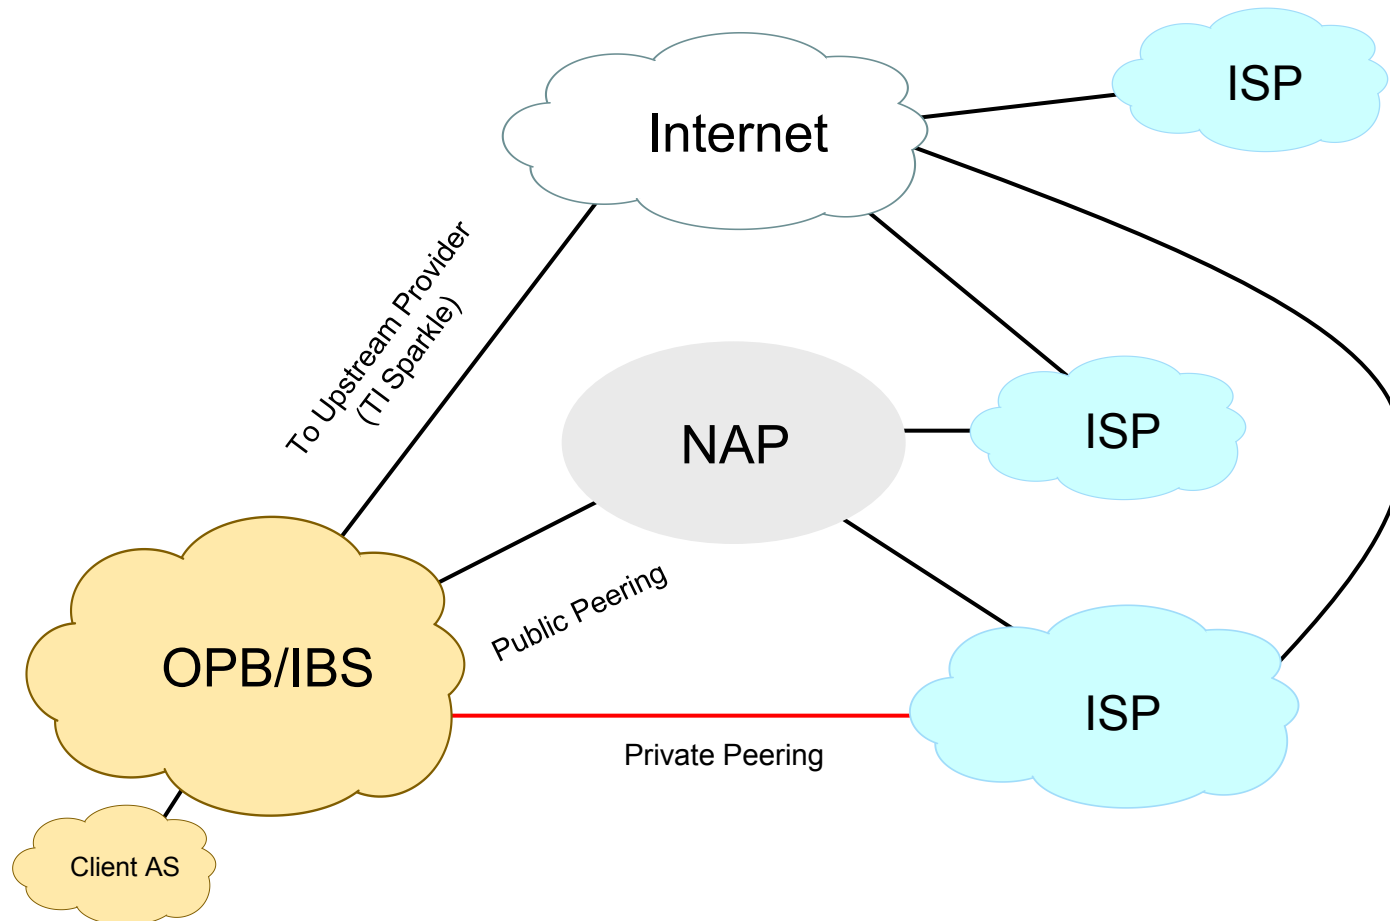 ISP
Internet
To Upstream Provider
(TI Sparkle)
NAP
ISP
Public Peering
OPB/IBS
ISP
Private Peering
Client AS